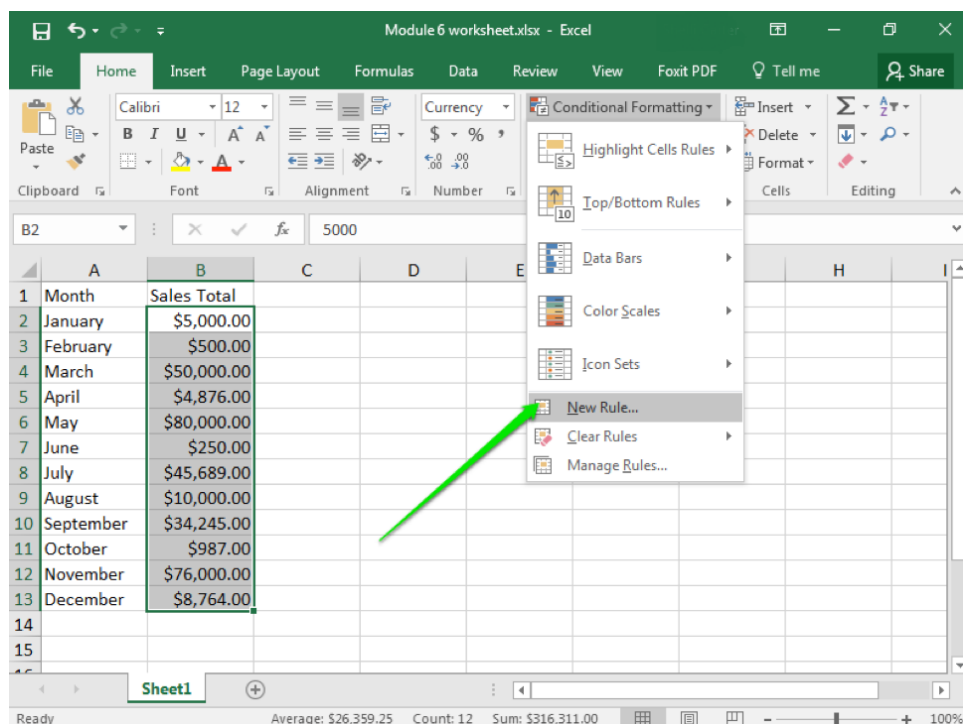 Module 6 worksheet.xlsx - Excel
File Home Insert Page Layout Formulas Data Review View Foxit PDF Tell me Share
Calibri 12 Currency Conditional Formatting Insert
B I U A A $ % , Delete
Paste A .0 .00 .00 .0 Format
Clipboard Font Alignment Number Cells Editing
Highlight Cells Rules
Top/Bottom Rules
Data Bars
Color Scales
Icon Sets
New Rule...
Clear Rules
Manage Rules...
B2 fx 5000
A B C D E H I
1 Month Sales Total
2 January $5,000.00
3 February $500.00
4 March $50,000.00
5 April $4,876.00
6 May $80,000.00
7 June $250.00
8 July $45,689.00
9 August $10,000.00
10 September $34,245.00
11 October $987.00
12 November $76,000.00
13 December $8,764.00
14
15
Sheet1
Ready Average: $26,359.25 Count: 12 Sum: $316,311.00 100%